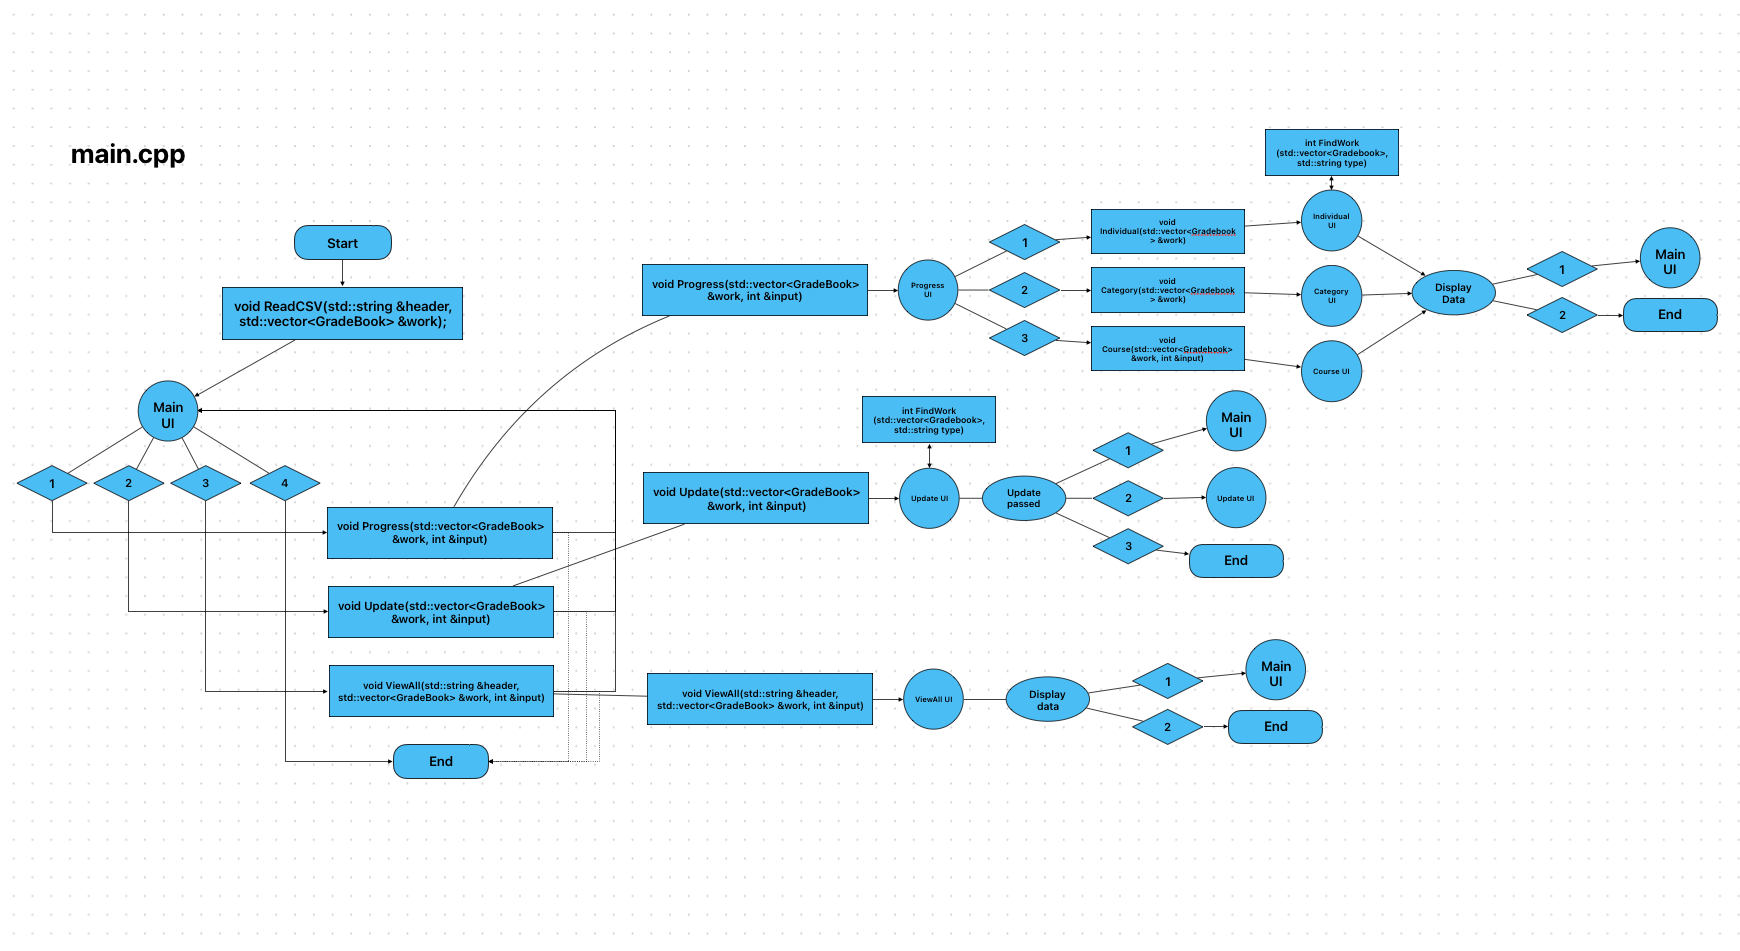 main.cpp
Start
void ReadCSV(std::string &header,
std::vector<GradeBook> &work);
Main
UI
1
2
3
4
void Progress(std::vector<GradeBook>
&work, int &input)
void Update(std::vector<GradeBook>
&work, int &input)
void ViewAll(std::string &header,
std::vector<GradeBook> &work, int &input)
End
void Progress(std::vector<GradeBook>
&work, int &input)
Progress
UI
1
2
3
void
Individual(std::vector<Gradebook
> &work)
void
Category(std::vector<Gradebook
> &work)
void
Course(std::vector<Gradebook>
&work, int &input)
int FindWork
(std::vector<Gradebook>,
std::string type)
Individual
UI
Category
UI
Course UI
Display
Data
1
2
Main
UI
End
int FindWork
(std::vector<Gradebook>,
std::string type)
void Update(std::vector<GradeBook>
&work, int &input)
Update UI
Update
passed
1
2
3
Main
UI
Update UI
End
void ViewAll(std::string &header,
std::vector<GradeBook> &work, int &input)
ViewAll UI
Display
data
1
2
Main
UI
End